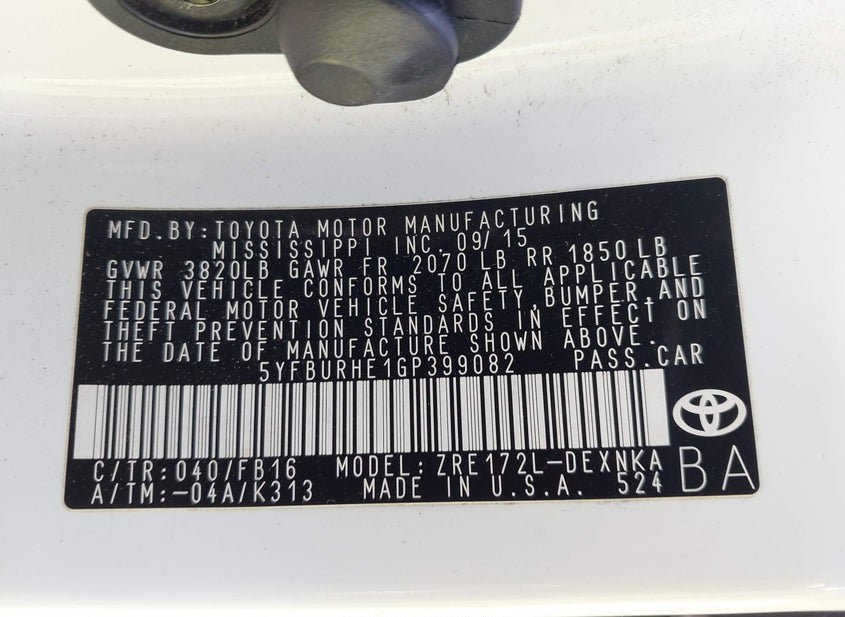 MFD.BY:TOYOTA MOTOR MANUFACTURING
MISSISSIPPI INC. 09/15
GVWR 3820LB GAWR FR 2070 LB RR 1850 LB
THIS VEHICLE CONFORMS TO ALL APPLICABLE
FEDERAL MOTOR VEHICLE SAFETY,BUMPER,AND
THEFT PREVENTION STANDARDS IN EFFECT ON
THE DATE OF MANUFACTURE SHOWN ABOVE.
5YFBURHE1GP399082 PASS.CAR
C/TR:040/FB16 MODEL: ZRE172L-DEXNKA
A/TM:-04A/K313 MADE IN U.S.A. 524
BA